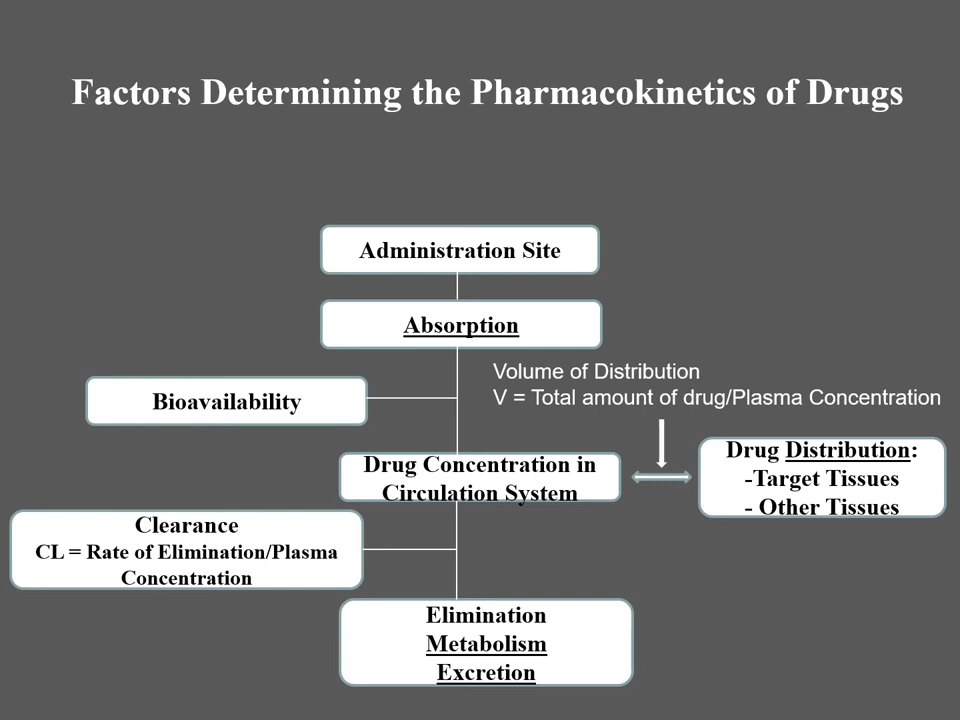 Factors Determining the Pharmacokinetics of Drugs
Administration Site
Absorption
Bioavailability
Volume of Distribution
V = Total amount of drug/Plasma Concentration
Drug Concentration in
Circulation System
Drug Distribution:
-Target Tissues
- Other Tissues
Clearance
CL = Rate of Elimination/Plasma
Concentration
Elimination
Metabolism
Excretion